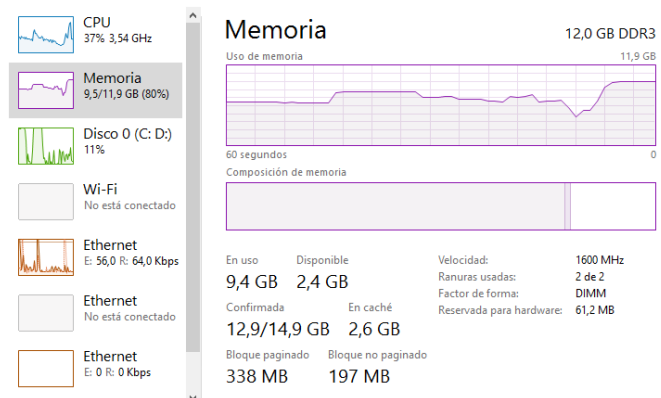 CPU
37% 3,54 GHz
Memoria
9,5/11,9 GB (80%)
Disco 0 (C: D:)
11%
Wi-Fi
No está conectado
Ethernet
E: 56,0 R: 64,0 Kbps
Ethernet
No está conectado
Ethernet
E: 0 R: 0 Kbps
Memoria 12,0 GB DDR3
Uso de memoria 11,9 GB
60 segundos 0
Composición de memoria
En uso Disponible
9,4 GB 2,4 GB
Confirmada En caché
12,9/14,9 GB 2,6 GB
Bloque paginado Bloque no paginado
338 MB 197 MB
Velocidad: 1600 MHz
Ranuras usadas: 2 de 2
Factor de forma: DIMM
Reservada para hardware: 61,2 MB